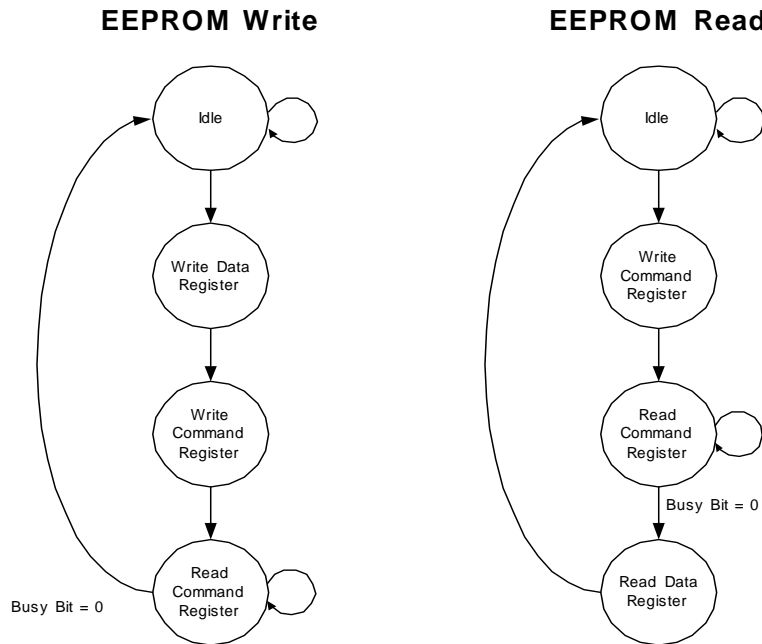 EEPROM Write
Idle
Write Data
Register
Write
Command
Register
Read
Command
Register
Busy Bit = 0
EEPROM Read
Idle
Write
Command
Register
Read
Command
Register
Busy Bit = 0
Read Data
Register